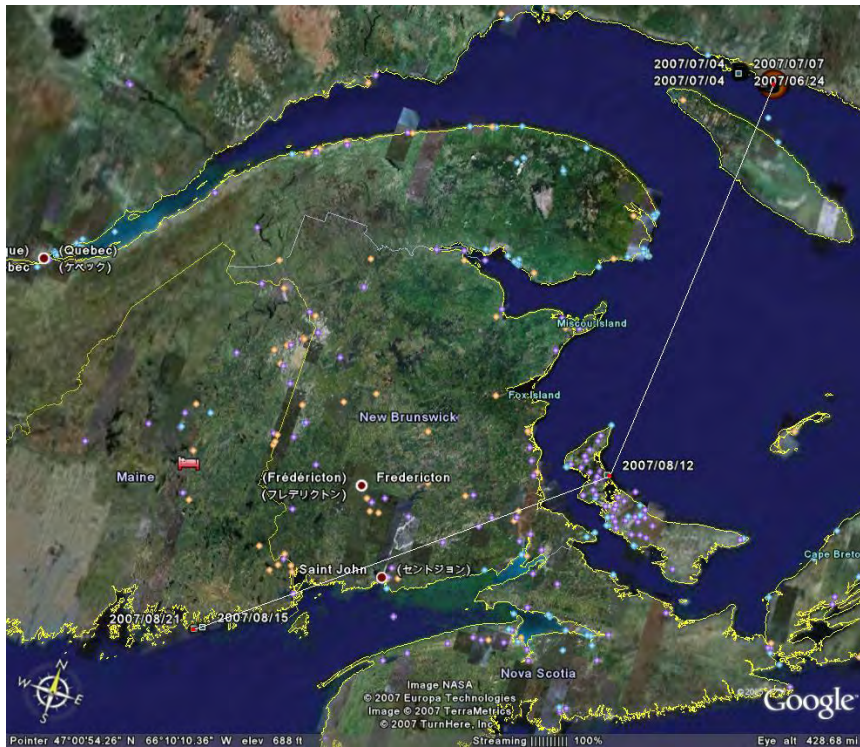 2007/07/04 2007/07/07
2007/07/04 2007/06/24
que) (Quebec)
bec (ケベック)
Miscou Island
Fox Island
New Brunswick
2007/08/12
Maine
(Frédéricton) Fredericton
(フレデリクトン)
Cape Breto
Saint John (セントジョン)
2007/08/21 2007/08/15
N
W E
S
Nova Scotia
Image NASA
© 2007 Europa Technologies
Image © 2007 TerraMetrics
© 2007 TurnHere, Inc
Google
Pointer 47°00'54.26" N 66°10'10.36" W elev 688 ft Streaming |||||||||| 100% Eye alt 428.68 mi